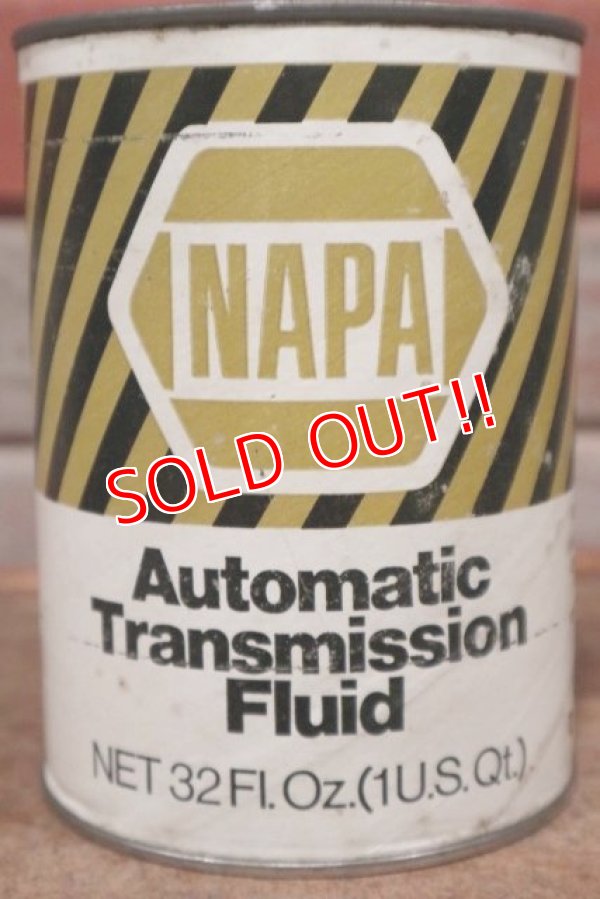 NAPA
SOLD OUT!!
Automatic
Transmission
Fluid
NET 32 Fl. Oz. (1 U.S. Qt.)